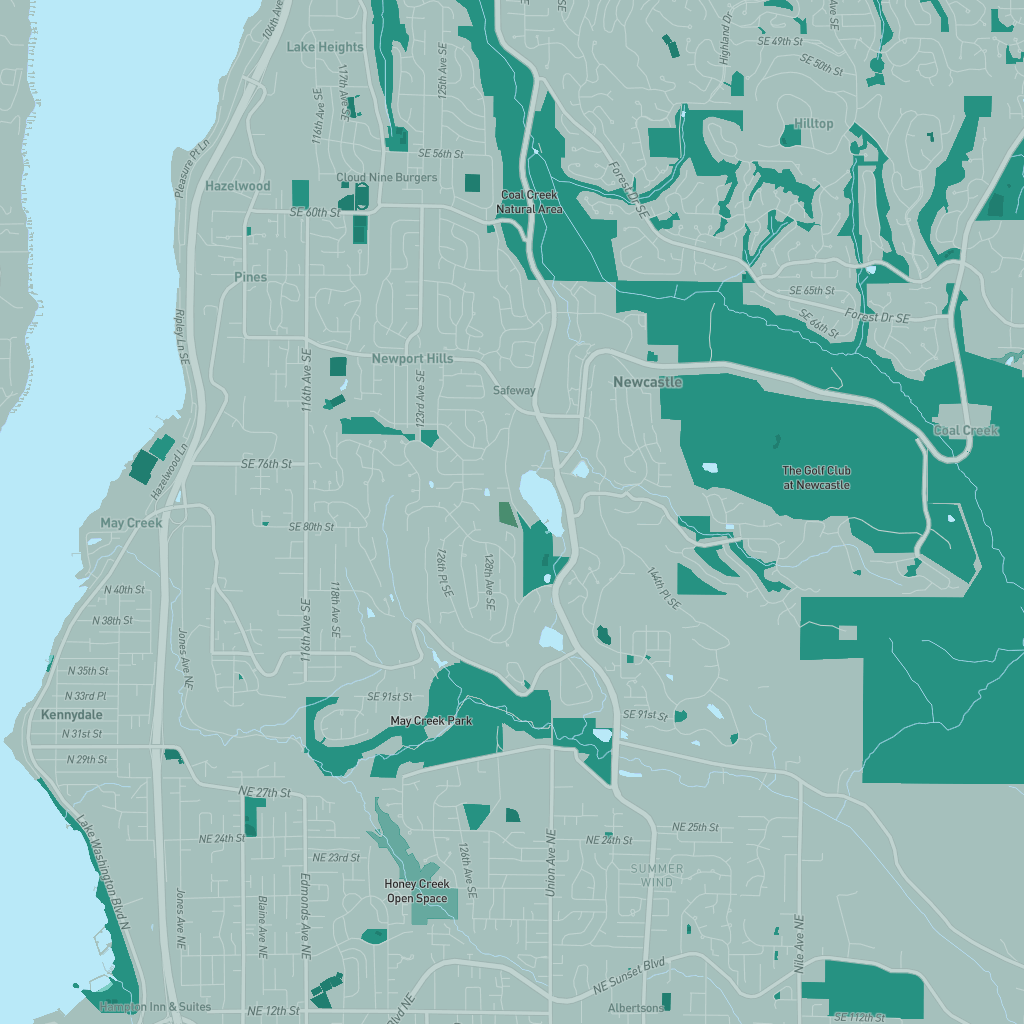 106th Ave
Lake Heights
117th Ave SE
116th Ave SE
125th Ave SE
Highland Dr
SE 49th St
SE 50th St
Ave SE
SE
SE
Hilltop
Pleasure Pt Ln
SE 56th St
Cloud Nine Burgers
Hazelwood
Coal Creek
Natural Area
Forest Dr SE
SE 60th St
Pines
SE 65th St
SE 66th St
Forest Dr SE
Ripley Ln SE
116th Ave SE
Newport Hills
123rd Ave SE
Safeway
Newcastle
Coal Creek
Hazelwood Ln
SE 76th St
The Golf Club
at Newcastle
May Creek
SE 80th St
126th Pl SE
128th Ave SE
144th Pl SE
N 40th St
118th Ave SE
116th Ave SE
N 38th St
Jones Ave NE
N 35th St
N 33rd Pl
SE 91st St
Kennydale
May Creek Park
SE 91st St
N 31st St
N 29th St
NE 27th St
Lake Washington Blvd N
NE 24th St
NE 25th St
NE 24th St
NE 23rd St
126th Ave SE
Union Ave NE
SUMMER
WIND
Honey Creek
Open Space
Jones Ave NE
Blaine Ave NE
Edmonds Ave NE
Nile Ave NE
NE Sunset Blvd
Hampton Inn & Suites
NE 12th St
Blvd NE
Albertsons
SE 112th St